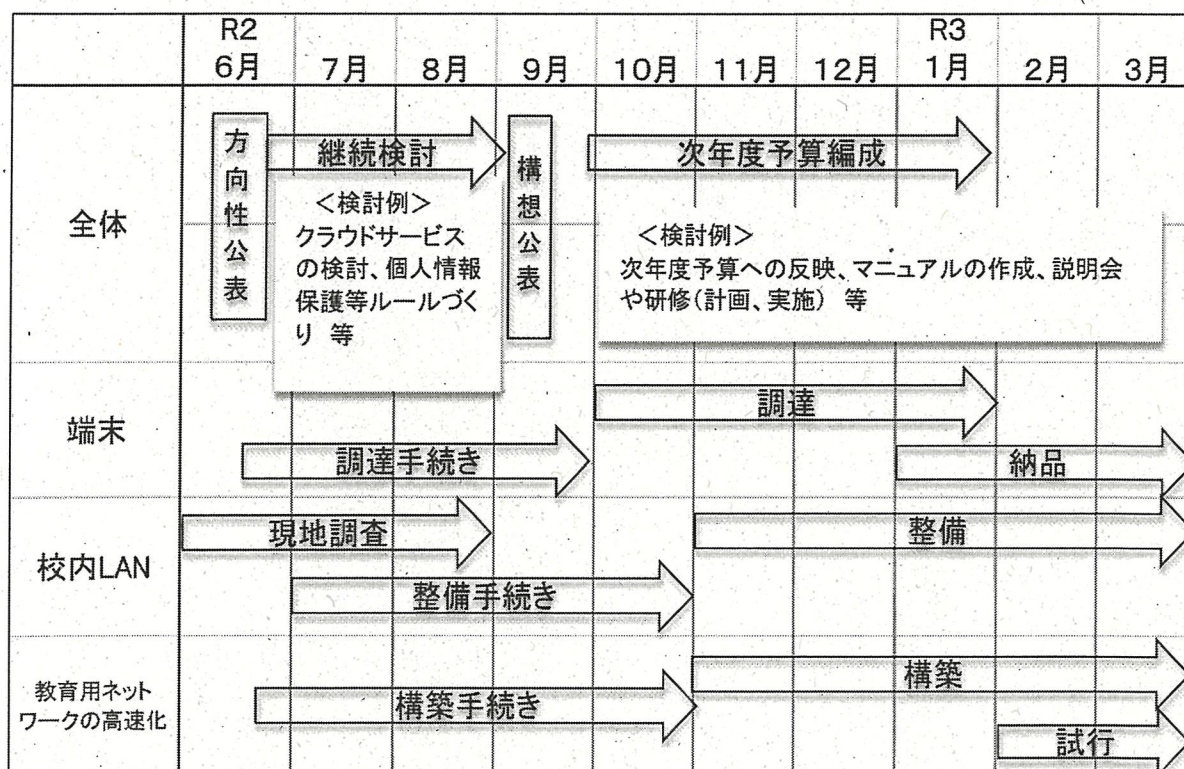 R2
R3
6月
7月
8月
9月
10月
11月
12月
1月
2月
3月
全体
方向性公表
継続検討
<検討例>
クラウドサービス
の検討、個人情報
保護等ルールづく
り 等
構想公表
次年度予算編成
<検討例>
次年度予算への反映、マニュアルの作成、説明会
や研修(計画、実施) 等
端末
調達
調達手続き
納品
校内LAN
現地調査
整備
整備手続き
教育用ネット
ワークの高速化
構築
構築手続き
試行